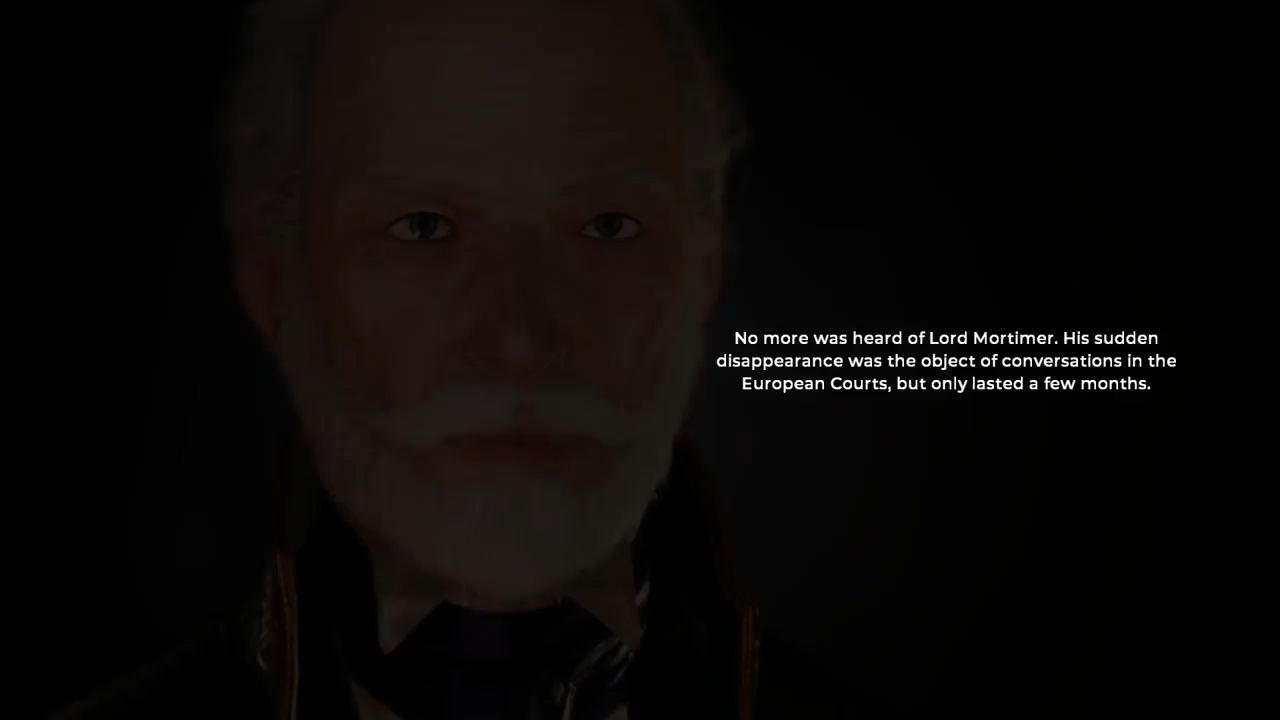 No more was heard of Lord Mortimer. His sudden
disappearance was the object of conversations in the
European Courts, but only lasted a few months.